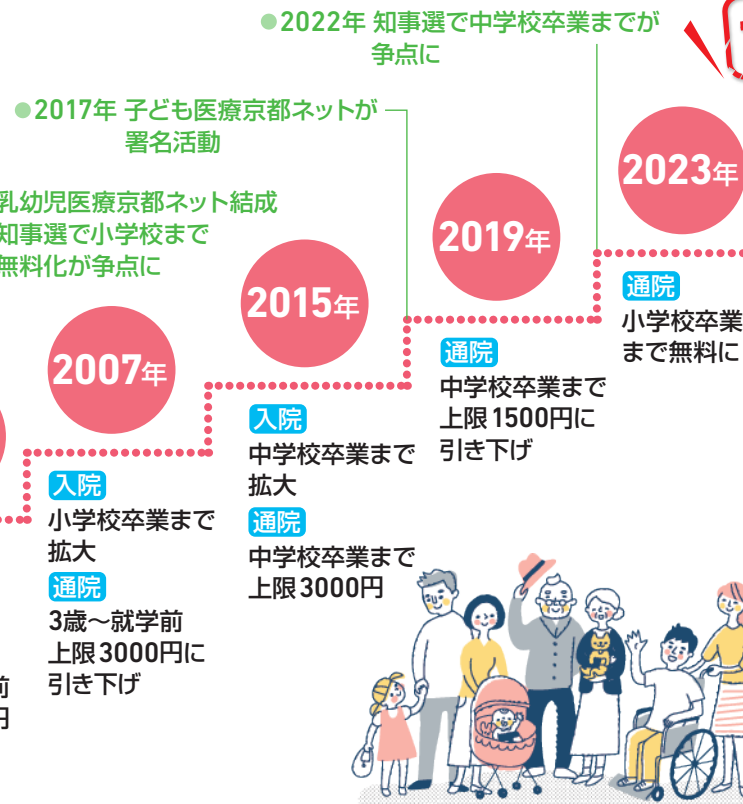 ●2022年 知事選で中学校卒業までが
争点に
●2017年 子ども医療京都ネットが
署名活動
乳幼児医療京都ネット結成
知事選で小学校まで
無料化が争点に
2007年
入院
小学校卒業まで
拡大
通院
3歳～就学前
上限3000円に
引き下げ
2015年
入院
中学校卒業まで
拡大
通院
中学校卒業まで
上限3000円
2019年
通院
中学校卒業まで
上限1500円に
引き下げ
2023年
通院
小学校卒業
まで無料に
前
円